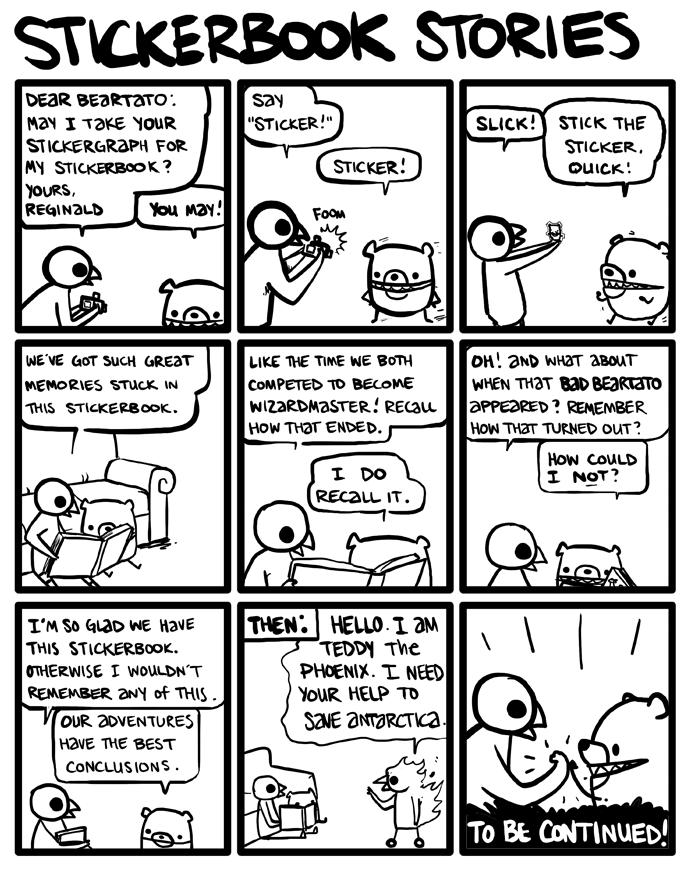 STICKERBOOK STORIES
DEAR BEARTATO:
MAY I TAKE YOUR
STICKERGRAPH FOR
MY STICKERBOOK?
YOURS,
REGINALD
YOU MAY!
SAY
"STICKER!"
STICKER!
FOOM
SLICK!
STICK THE
STICKER,
QUICK!
WE'VE GOT SUCH GREAT
MEMORIES STUCK IN
THIS STICKERBOOK.
LIKE THE TIME WE BOTH
COMPETED TO BECOME
WIZARDMASTER! RECALL
HOW THAT ENDED.
I DO
RECALL IT.
OH! AND WHAT ABOUT
WHEN THAT BAD BEARTATO
APPEARED? REMEMBER
HOW THAT TURNED OUT?
HOW COULD
I NOT?
I'M SO GLAD WE HAVE
THIS STICKERBOOK.
OTHERWISE I WOULDN'T
REMEMBER ANY OF THIS.
OUR ADVENTURES
HAVE THE BEST
CONCLUSIONS.
THEN:
HELLO. I AM
TEDDY THE
PHOENIX. I NEED
YOUR HELP TO
SAVE ANTARCTICA.
TO BE CONTINUED!